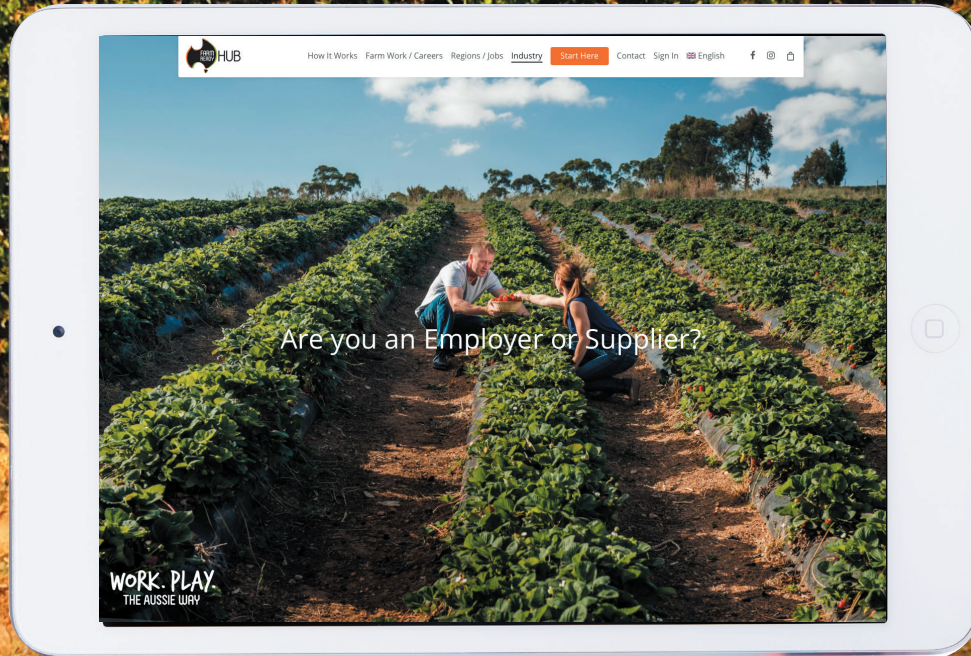 FARM
READY
HUB
How It Works Farm Work / Careers Regions / Jobs Industry Start Here Contact Sign In English
Are you an Employer or Supplier?
WORK. PLAY.
THE AUSSIE WAY